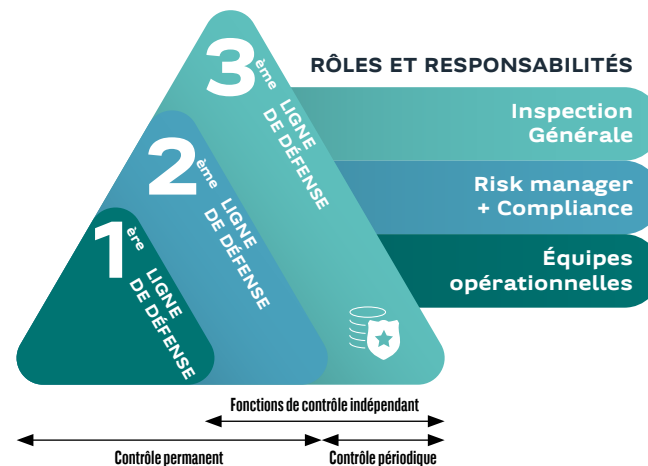 RÔLES ET RESPONSABILITÉS
3ème LIGNE
DE DÉFENSE
Inspection
Générale
2ème LIGNE
DE DÉFENSE
Risk manager
+ Compliance
1ère LIGNE
DE DÉFENSE
Équipes
opérationnelles
Fonctions de contrôle indépendant
Contrôle permanent
Contrôle périodique